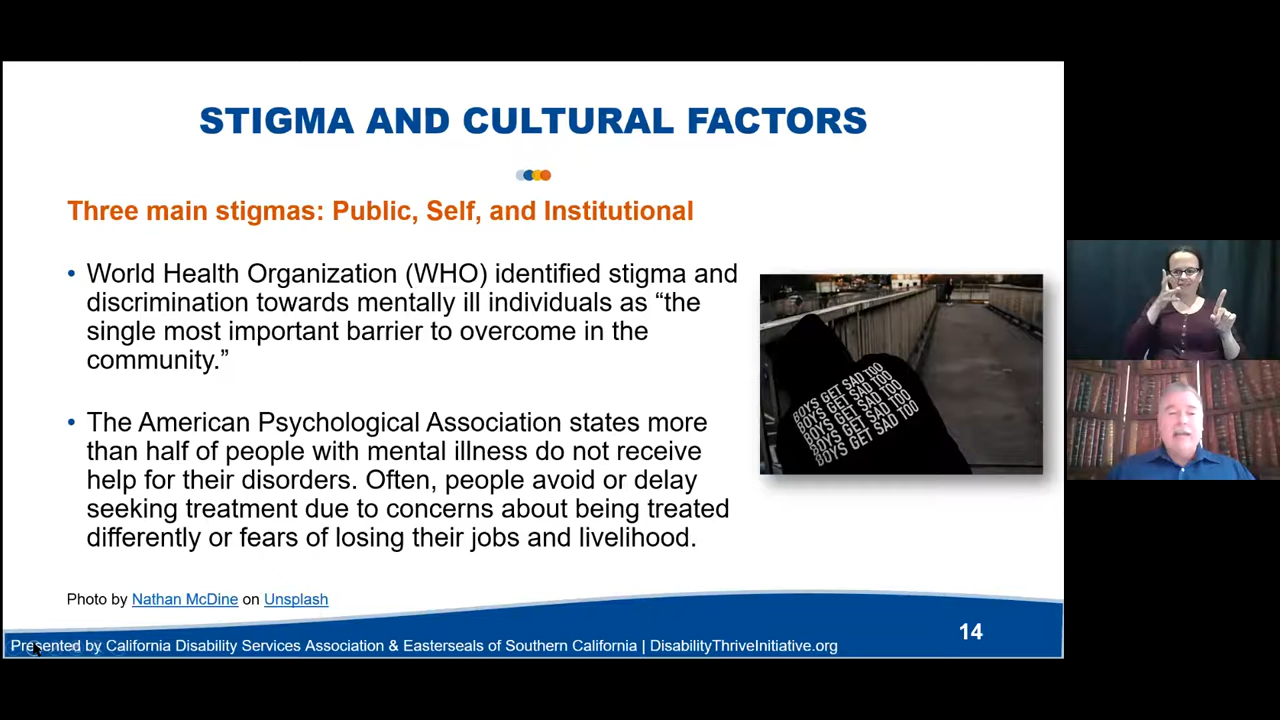 STIGMA AND CULTURAL FACTORS
Three main stigmas: Public, Self, and Institutional
• World Health Organization (WHO) identified stigma and
discrimination towards mentally ill individuals as “the
single most important barrier to overcome in the
community.”
• The American Psychological Association states more
than half of people with mental illness do not receive
help for their disorders. Often, people avoid or delay
seeking treatment due to concerns about being treated
differently or fears of losing their jobs and livelihood.
BOYS GET SAD TOO
BOYS GET SAD TOO
BOYS GET SAD TOO
BOYS GET SAD TOO
BOYS GET SAD TOO
Photo by Nathan McDine on Unsplash
14
Presented by California Disability Services Association & Easterseals of Southern California | DisabilityThriveInitiative.org